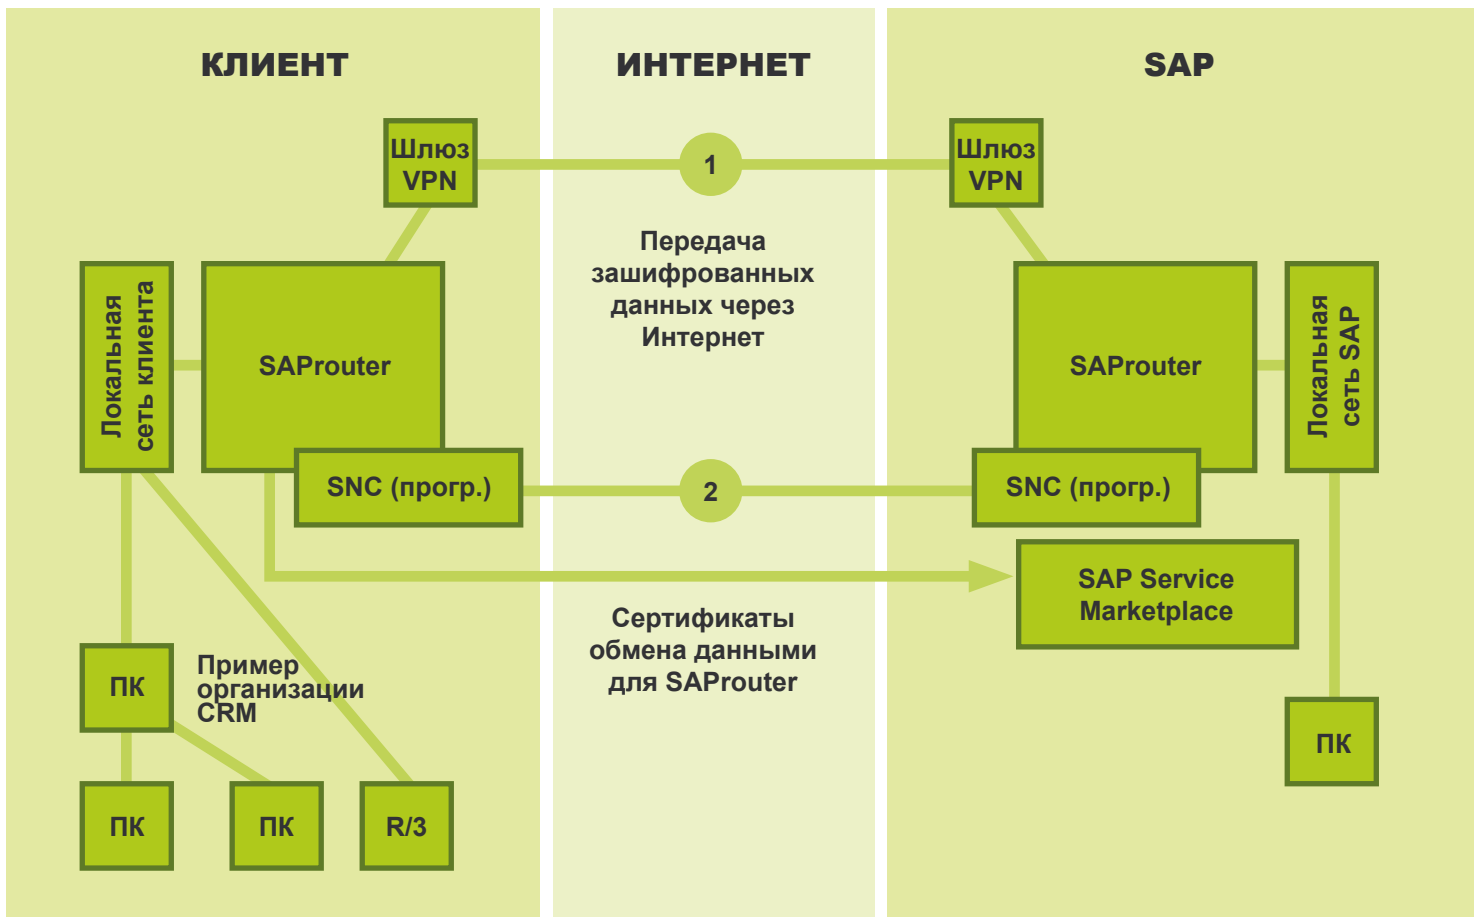 КЛИЕНТ
ИНТЕРНЕТ
SAP
Шлюз
VPN
1
Шлюз
VPN
Передача
зашифрованных
данных через
Интернет
Локальная
сеть клиента
SAProuter
SAProuter
Локальная
сеть SAP
SNC (прогр.)
2
SNC (прогр.)
SAP Service
Marketplace
Сертификаты
обмена данными
для SAProuter
ПК
Пример
организации
CRM
ПК
ПК
ПК
R/3